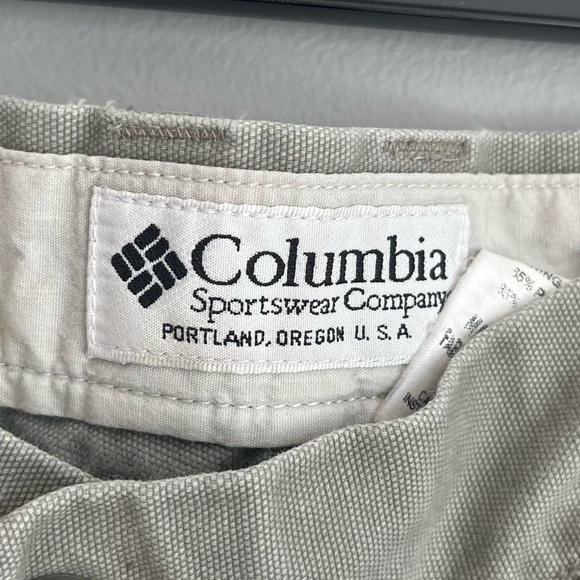 Columbia
Sportswear Company
PORTLAND, OREGON U.S.A.